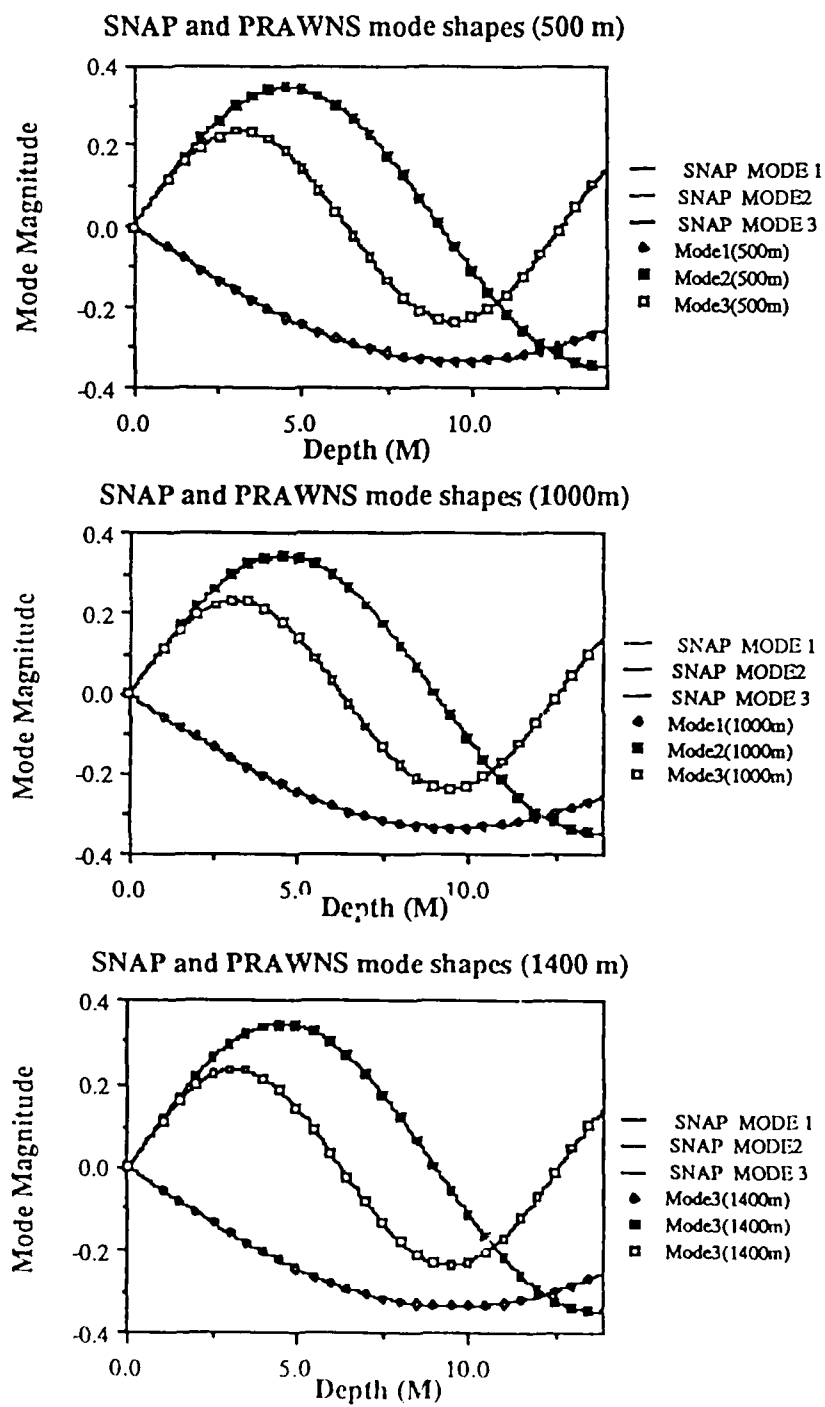 SNAP and PRAWNS mode shapes (500 m)
0.4
0.2
0.0
-0.2
-0.4
Mode Magnitude
0.0 5.0 10.0
Depth (M)
SNAP MODE 1
SNAP MODE2
SNAP MODE 3
Mode1(500m)
Mode2(500m)
Mode3(500m)
SNAP and PRAWNS mode shapes (1000m)
0.4
0.2
0.0
-0.2
-0.4
Mode Magnitude
0.0 5.0 10.0
Depth (M)
SNAP MODE 1
SNAP MODE2
SNAP MODE 3
Mode1(1000m)
Mode2(1000m)
Mode3(1000m)
SNAP and PRAWNS mode shapes (1400 m)
0.4
0.2
0.0
-0.2
-0.4
Mode Magnitude
0.0 5.0 10.0
Depth (M)
SNAP MODE 1
SNAP MODE2
SNAP MODE 3
Mode3(1400m)
Mode3(1400m)
Mode3(1400m)